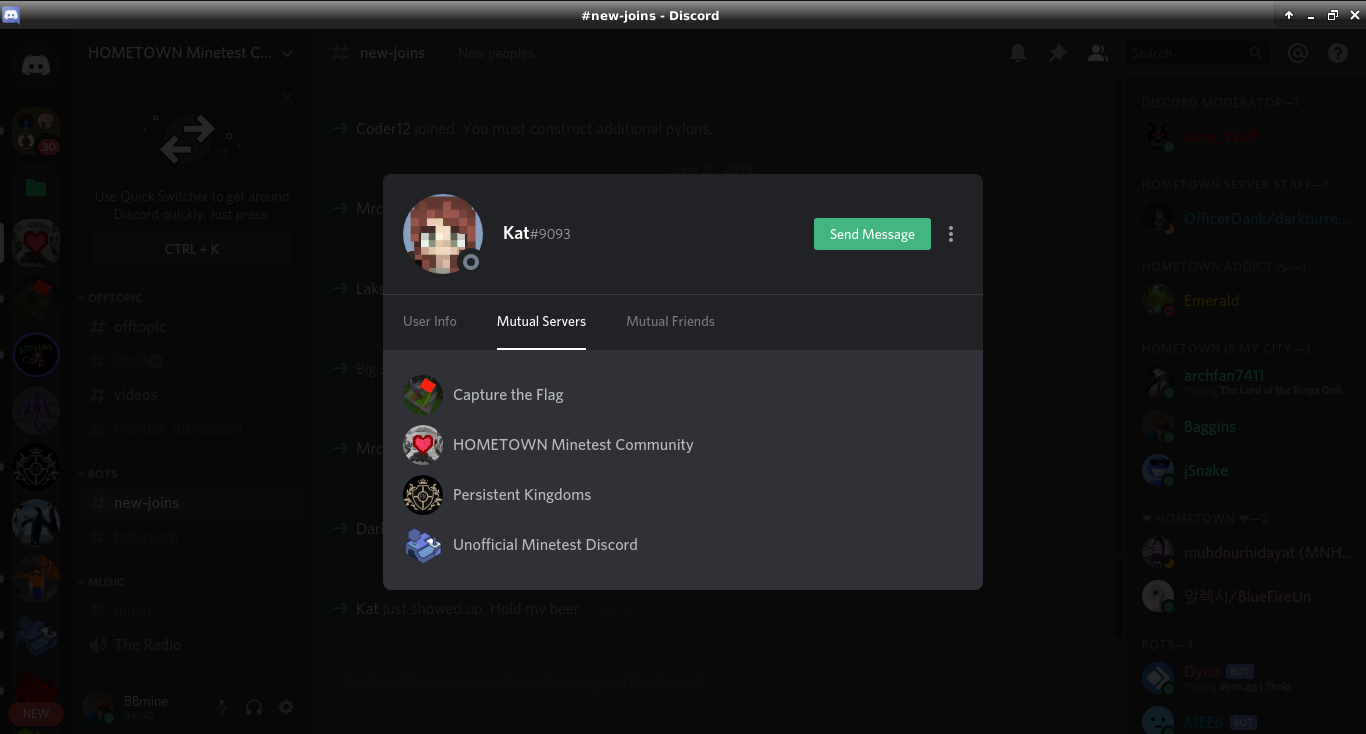 #new-joins - Discord
HOMETOWN Minetest C...
new-joins
New peoples.
Search
30
Use Quick Switcher to get around
Discord quickly. Just press:
CTRL + K
OFFTOPIC
offtopic
8ball
videos
blender_discussion
BOTS
new-joins
bot-spam
MUSIC
music
The Radio
NEW
BBmine
#4630
Coder12 joined. You must construct additional pylons.
June 20, 2019
Mrc
Laks
Big
Mrc
Dark
Kat just showed up. Hold my beer.
Kat#9093
Send Message
User Info
Mutual Servers
Mutual Friends
Capture the Flag
HOMETOWN Minetest Community
Persistent Kingdoms
Unofficial Minetest Discord
DISCORD MODERATOR—1
Lone_Wolf
HOMETOWN SERVER STAFF—1
OfficerDank/darkturre...
HOMETOWN ADDICT ☕—1
Emerald
HOMETOWN IS MY CITY—3
archfan7411
Playing The Lord of the Rings Onli...
Baggins
jSnake
❤ HOMETOWN ❤—2
muhdnurhidayat (MNH...
알렉시/BlueFireUn
BOTS—4
Dyno BOT
Playing dyno.gg | ?help
MEE6 BOT